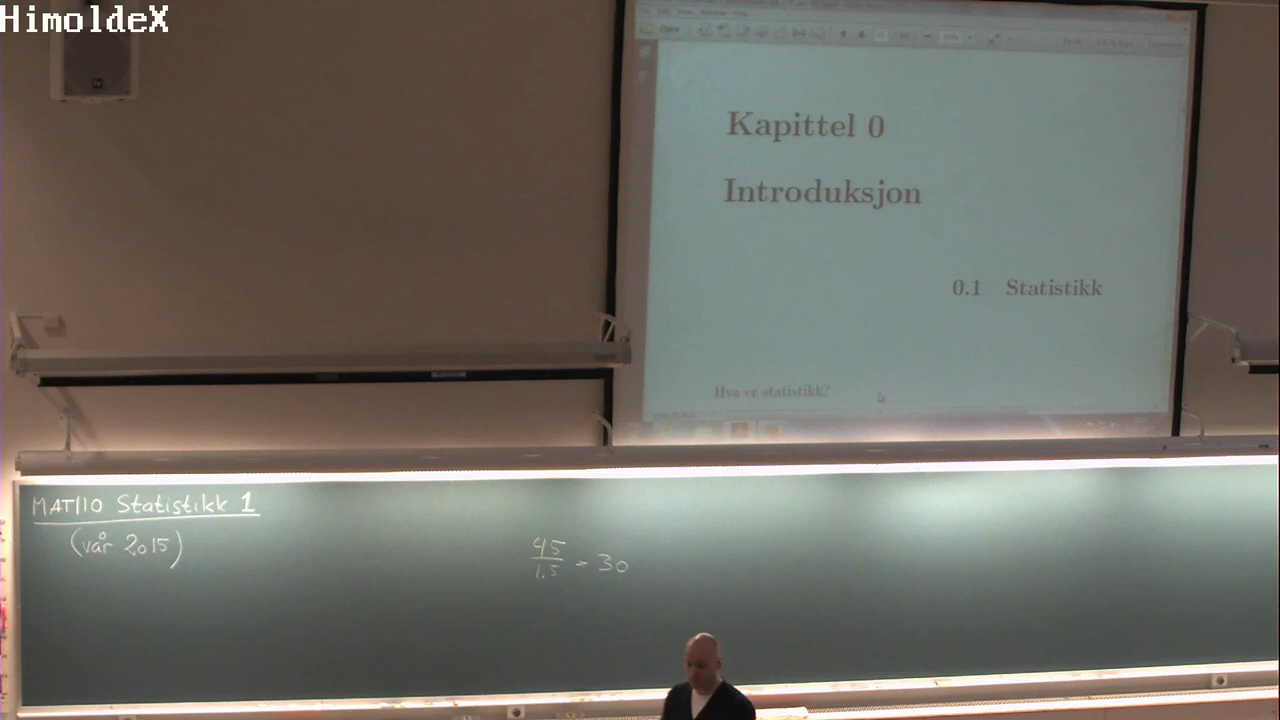 HimoldeX
Kapittel 0
Introduksjon
0.1 Statistikk
Hva er statistikk?
MAT110 Statistikk 1
(vår 2015)
45
1.5
= 30